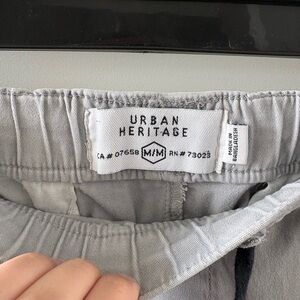 URBAN
HERITAGE
CA # 07658 M/M RN # 73023
MADE IN
BANGLADESH